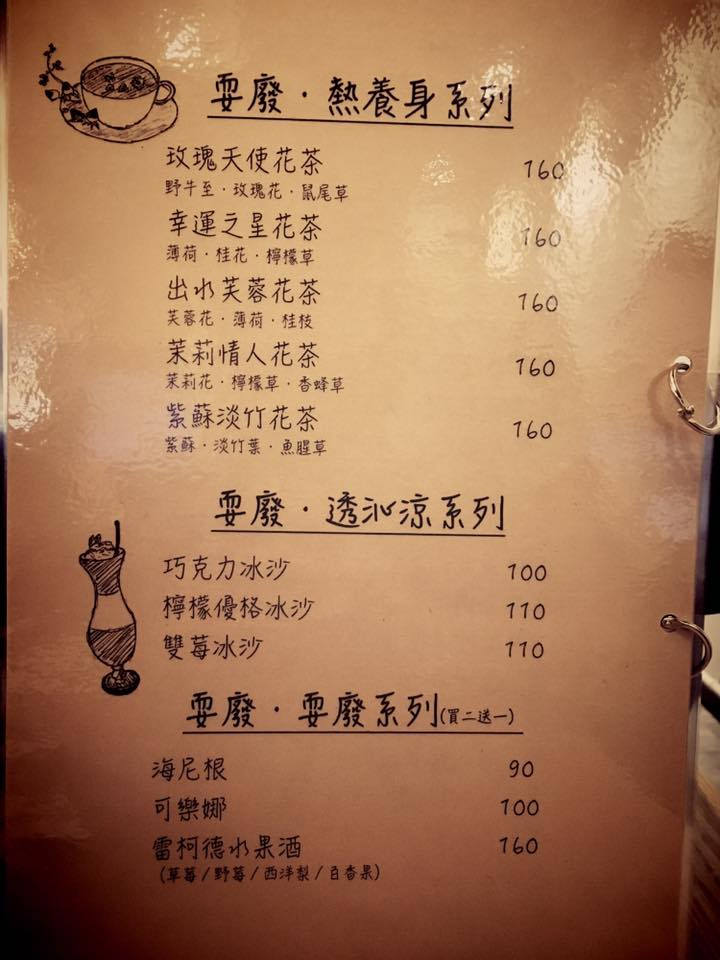 耍廢·熱養身系列
玫瑰天使花茶 160
野牛至·玫瑰花·鼠尾草
幸運之星花茶 160
薄荷·桂花·檸檬草
出水芙蓉花茶 160
芙蓉花·薄荷·桂枝
茉莉情人花茶 160
茉莉花·檸檬草·香蜂草
紫蘇淡竹花茶 160
紫蘇·淡竹葉·魚腥草
耍廢·透沁涼系列
巧克力冰沙 100
檸檬優格冰沙 110
雙莓冰沙 110
耍廢·耍廢系列(買二送一)
海尼根 90
可樂娜 100
雷柯德水果酒 160
(草莓/野莓/西洋梨/百香果)